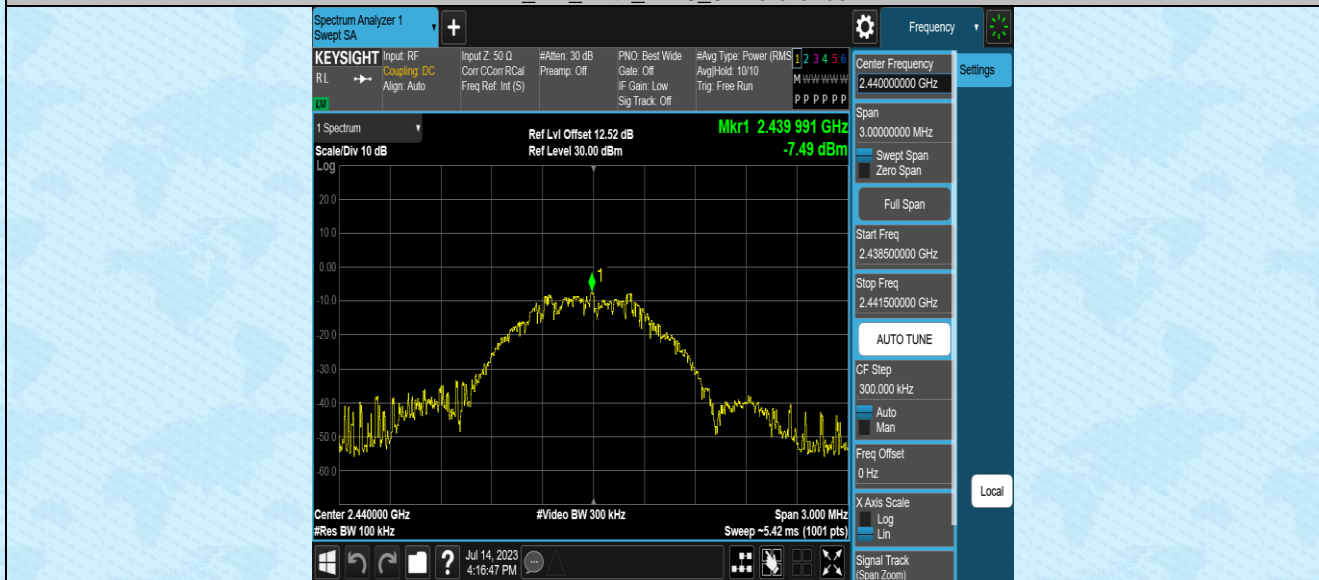 Spectrum Analyzer 1
Swept SA
+
Frequency
KEYSIGHT
RL
LXI
Input: RF
Coupling: DC
Align: Auto
Input Z: 50 Ω
Corr CCorr RCal
Freq Ref: Int (S)
#Atten: 30 dB
Preamp: Off
PNO: Best Wide
Gate: Off
IF Gain: Low
Sig Track: Off
#Avg Type: Power (RMS
Avg|Hold: 10/10
Trig: Free Run
1 2 3 4 5 6
M W W W W W
P P P P P P
Center Frequency
2.440000000 GHz
Settings
Span
3.00000000 MHz
Swept Span
Zero Span
Full Span
Start Freq
2.438500000 GHz
Stop Freq
2.441500000 GHz
AUTO TUNE
CF Step
300.000 kHz
Auto
Man
Freq Offset
0 Hz
X Axis Scale
Log
Lin
Signal Track
(Span Zoom)
Local
1 Spectrum
Scale/Div 10 dB
Log
Ref Lvl Offset 12.52 dB
Ref Level 30.00 dBm
Mkr1 2.439 991 GHz
-7.49 dBm
20.0
10.0
0.00
-10.0
-20.0
-30.0
-40.0
-50.0
-60.0
1
Center 2.440000 GHz
#Res BW 100 kHz
#Video BW 300 kHz
Span 3.000 MHz
Sweep ~5.42 ms (1001 pts)
?
Jul 14, 2023
4:16:47 PM